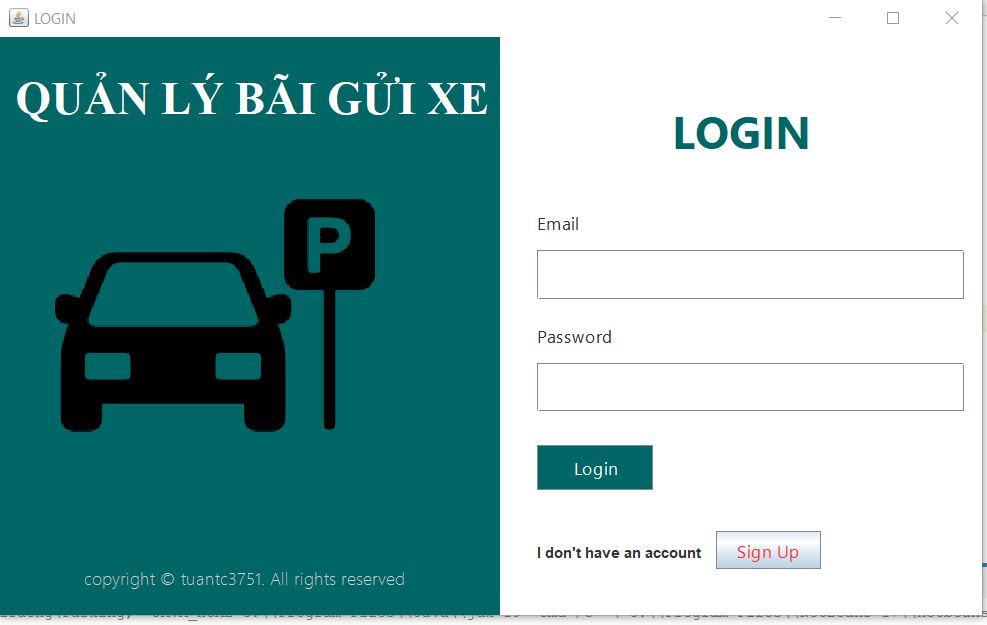 LOGIN
QUẢN LÝ BÃI GỬI XE
P
copyright © tuantc3751. All rights reserved
LOGIN
Email
Password
Login
I don't have an account
Sign Up